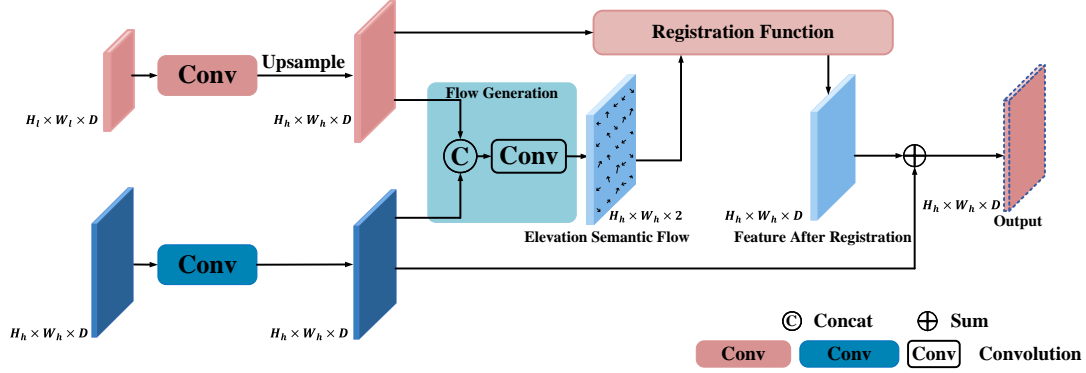 Registration Function
Conv
Upsample
Flow Generation
H_l × W_l × D
H_h × W_h × D
C
Conv
H_h × W_h × 2
Elevation Semantic Flow
H_h × W_h × D
Feature After Registration
H_h × W_h × D
Output
Conv
H_h × W_h × D
H_h × W_h × D
C Concat
Sum
Conv
Conv
Conv
Convolution